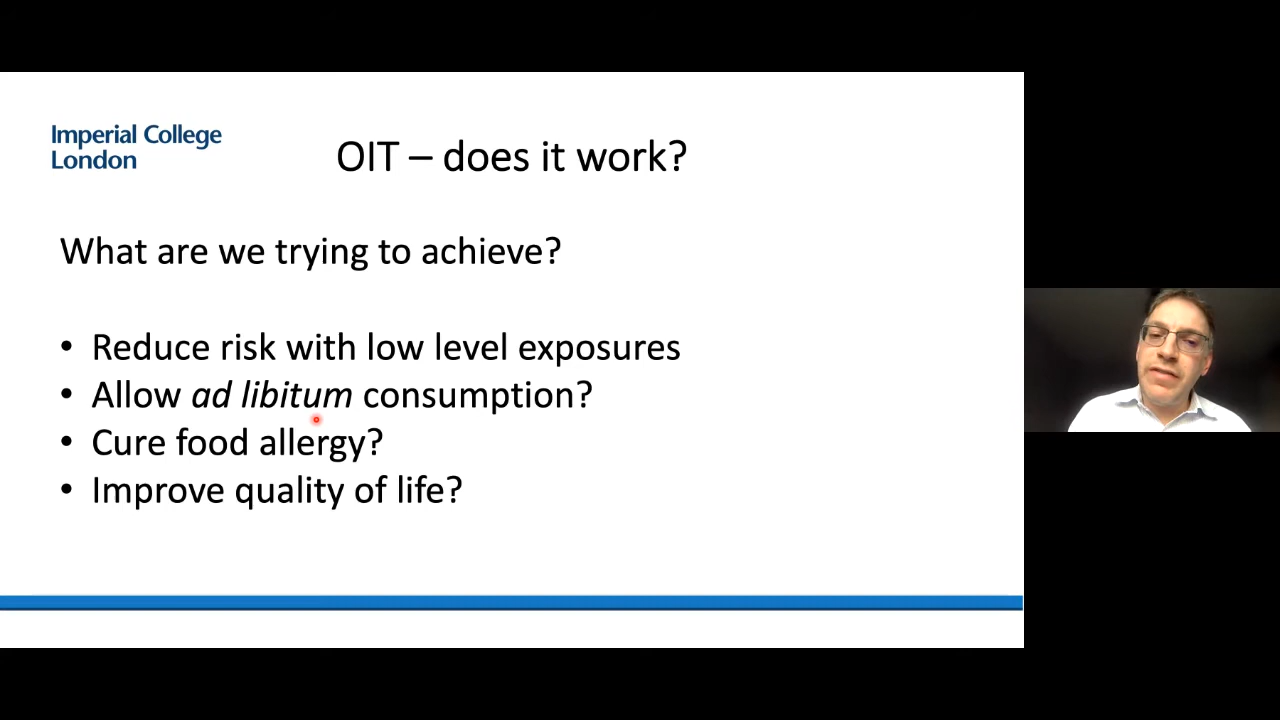 Imperial College
London
OIT – does it work?
What are we trying to achieve?
• Reduce risk with low level exposures
• Allow ad libitum consumption?
• Cure food allergy?
• Improve quality of life?